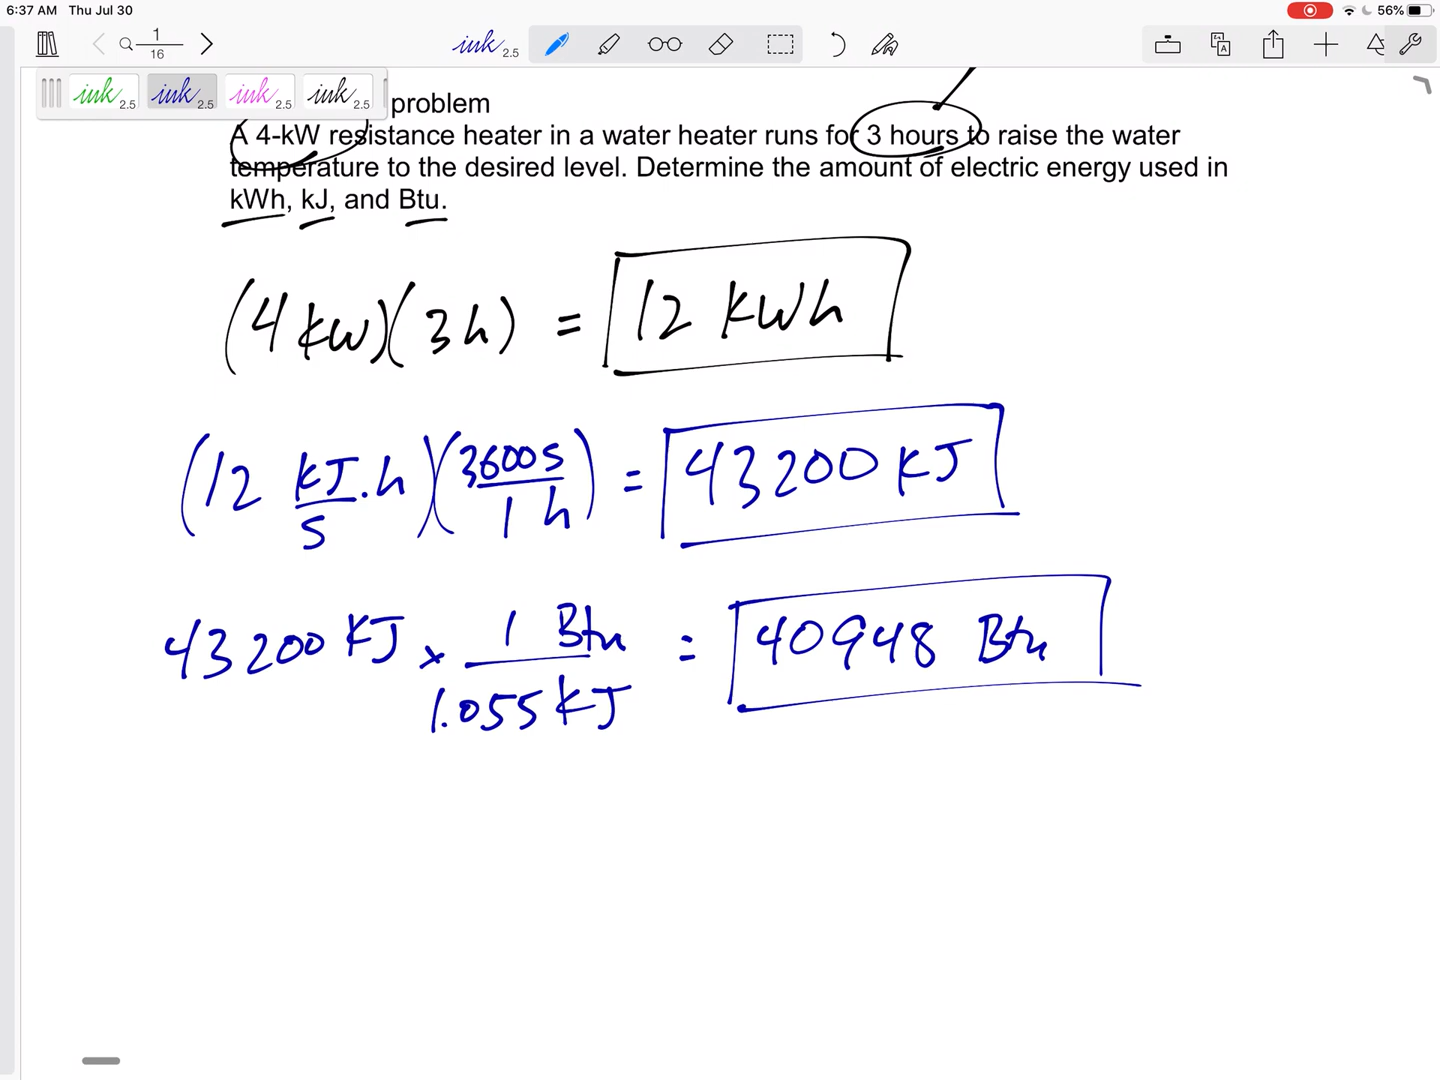 6:37 AM Thu Jul 30
56%
1
16
ink 2.5
ink 2.5 ink 2.5 ink 2.5 ink 2.5
problem
A 4-kW resistance heater in a water heater runs for 3 hours to raise the water
temperature to the desired level. Determine the amount of electric energy used in
kWh, kJ, and Btu.
(4 kW)(3 h) = 12 kWh
(12 kJ/s · h)(3600 s / 1 h) = 43200 kJ
43200 kJ × 1 Btu / 1.055 kJ = 40948 Btu